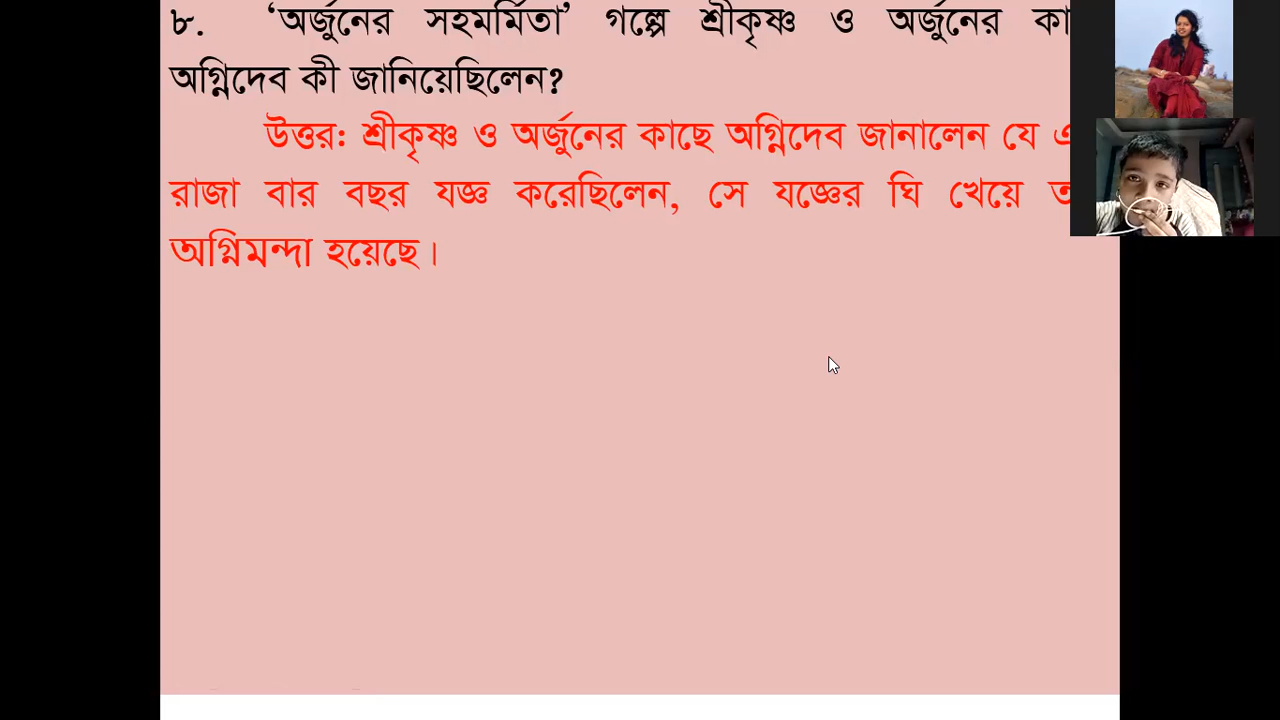 ৮. ‘অর্জুনের সহমর্মিতা’ গল্পে শ্রীকৃষ্ণ ও অর্জুনের
অগ্নিদেব কী জানিয়েছিলেন?
উত্তর: শ্রীকৃষ্ণ ও অর্জুনের কাছে অগ্নিদেব জানালেন যে
রাজা বার বছর যজ্ঞ করেছিলেন, সে যজ্ঞের ঘি খেয়ে
অগ্নিমন্দা হয়েছে।